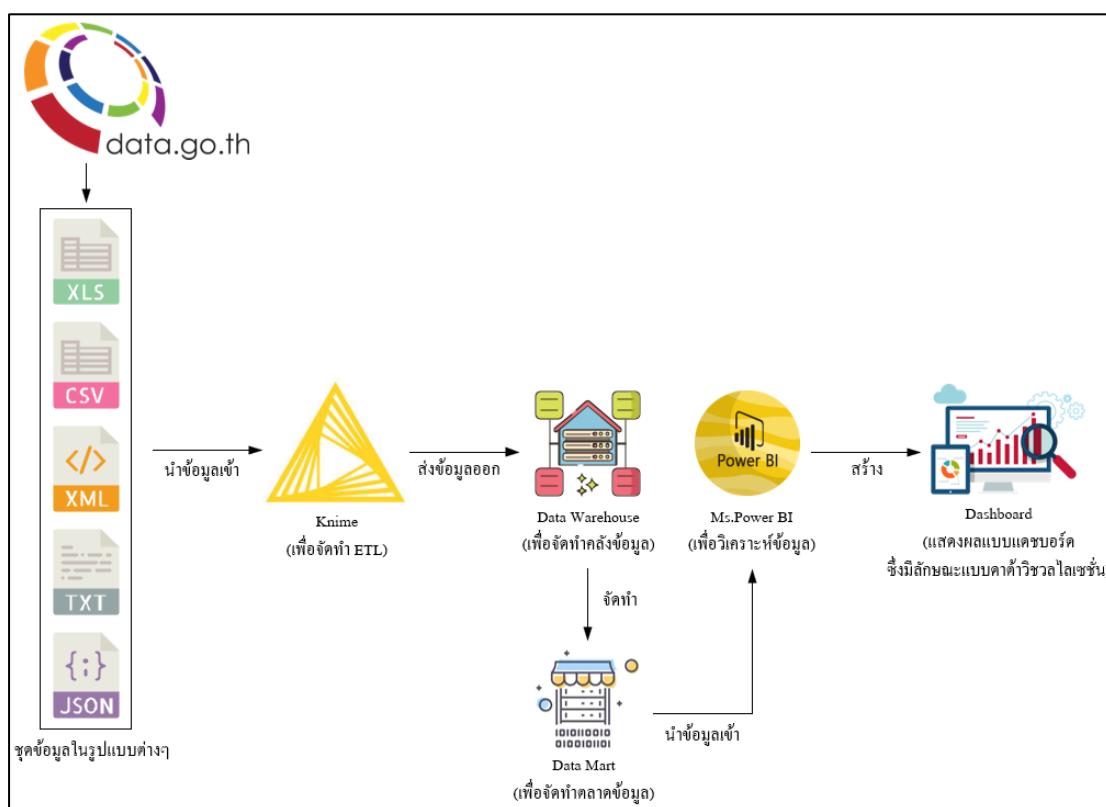 data.go.th
XLS
CSV
XML
TXT
{;}
JSON
ชุดข้อมูลในรูปแบบต่างๆ
นำข้อมูลเข้า
Knime
(เพื่อจัดทำ ETL)
ส่งข้อมูลออก
Data Warehouse
(เพื่อจัดทำคลังข้อมูล)
จัดทำ
010110011
010010110
Data Mart
(เพื่อจัดทำตลาดข้อมูล)
นำข้อมูลเข้า
Power BI
Ms.Power BI
(เพื่อวิเคราะห์ข้อมูล)
สร้าง
Dashboard
(แสดงผลแบบแดชบอร์ด
ซึ่งมีลักษณะแบบดาต้าวิชวลไลเซชั่น)